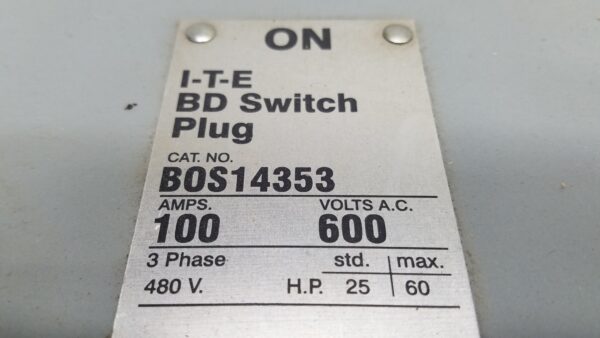 ON
I-T-E
BD Switch
Plug
CAT. NO.
BOS14353
AMPS. VOLTS A.C.
100 600
3 Phase std. max.
480 V. H.P. 25 60